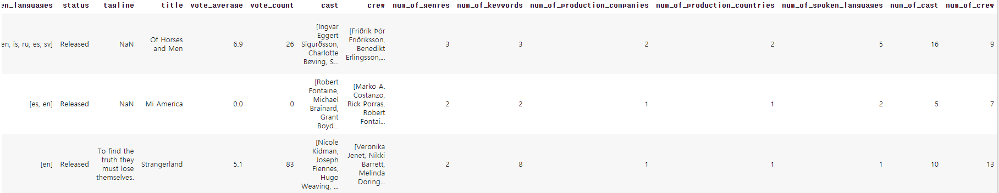 en_languages status tagline title vote_average vote_count cast crew num_of_genres num_of_keywords num_of_production_companies num_of_production_countries num_of_spoken_languages num_of_cast num_of_crew
en, is, ru, es, sv] Released NaN Of Horses and Men 6.9 26 [Ingvar Eggert Sigurðsson, Charlotte Bøving, S... [Friðrik Þór Friðriksson, Benedikt Erlingsson,... 3 3 2 2 5 16 9
[es, en] Released NaN Mi America 0.0 0 [Robert Fontaine, Michael Brainard, Grant Boyd... [Marko A. Costanzo, Rick Porras, Robert Fontai... 2 2 1 1 2 5 7
[en] Released To find the truth they must lose themselves. Strangerland 5.1 83 [Nicole Kidman, Joseph Fiennes, Hugo Weaving, ... [Veronika Jenet, Nikki Barrett, Melinda Doring... 2 8 1 1 1 10 13